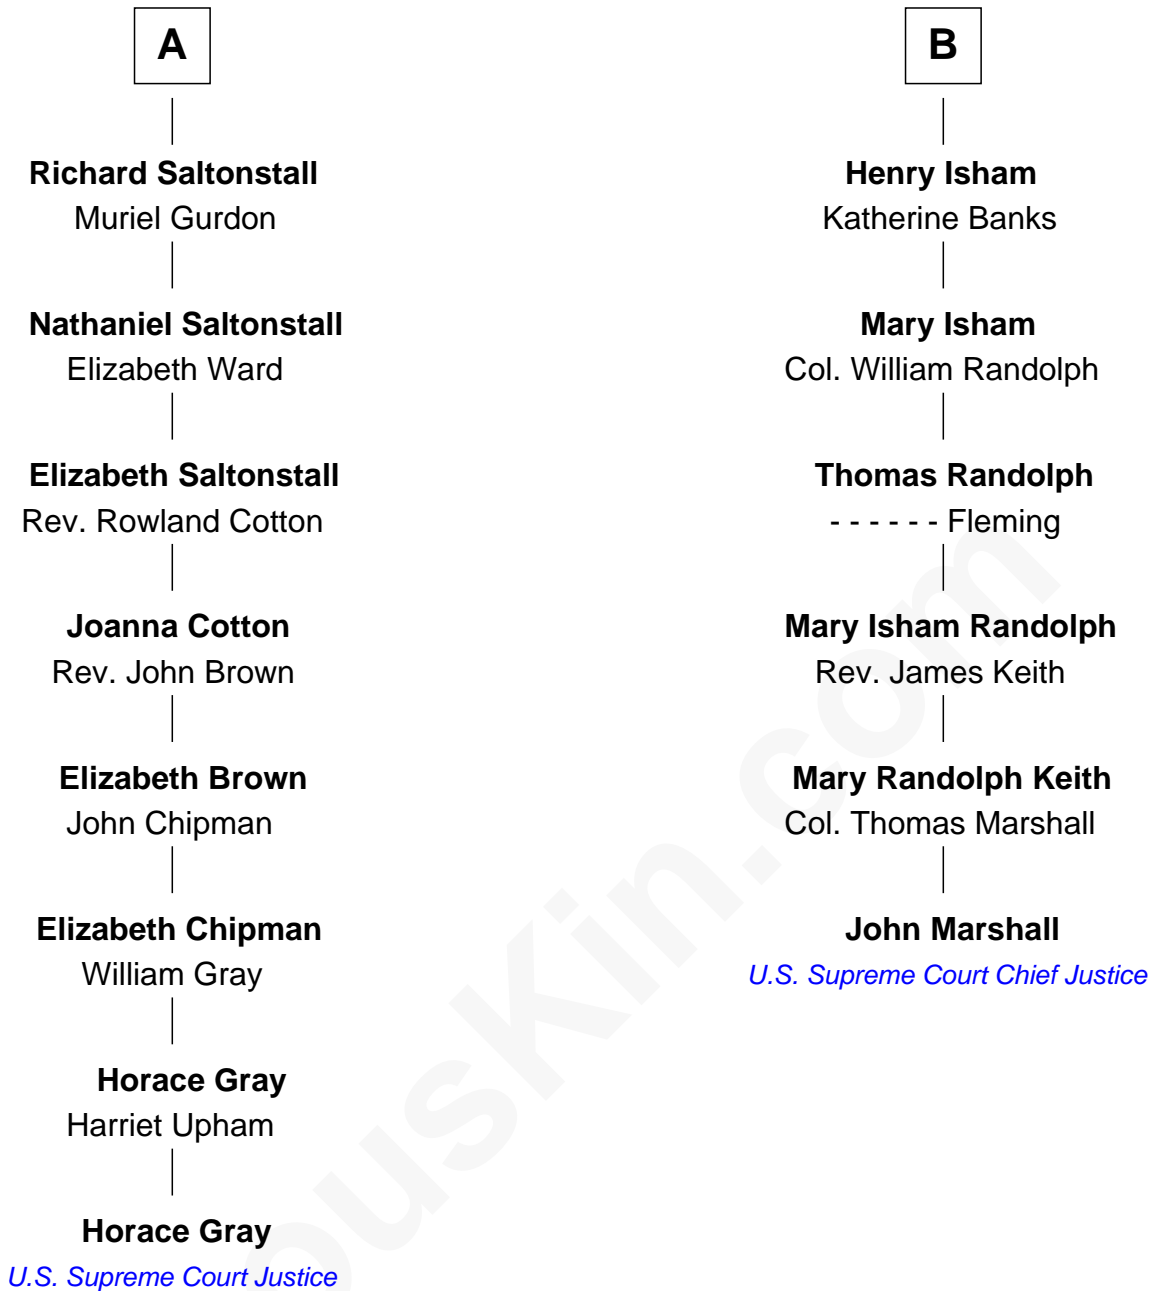 A
Richard Saltonstall
Muriel Gurdon
Nathaniel Saltonstall
Elizabeth Ward
Elizabeth Saltonstall
Rev. Rowland Cotton
Joanna Cotton
Rev. John Brown
Elizabeth Brown
John Chipman
Elizabeth Chipman
William Gray
Horace Gray
Harriet Upham
Horace Gray
U.S. Supreme Court Justice
B
Henry Isham
Katherine Banks
Mary Isham
Col. William Randolph
Thomas Randolph
- - - - - - Fleming
Mary Isham Randolph
Rev. James Keith
Mary Randolph Keith
Col. Thomas Marshall
John Marshall
U.S. Supreme Court Chief Justice
ousKin.com